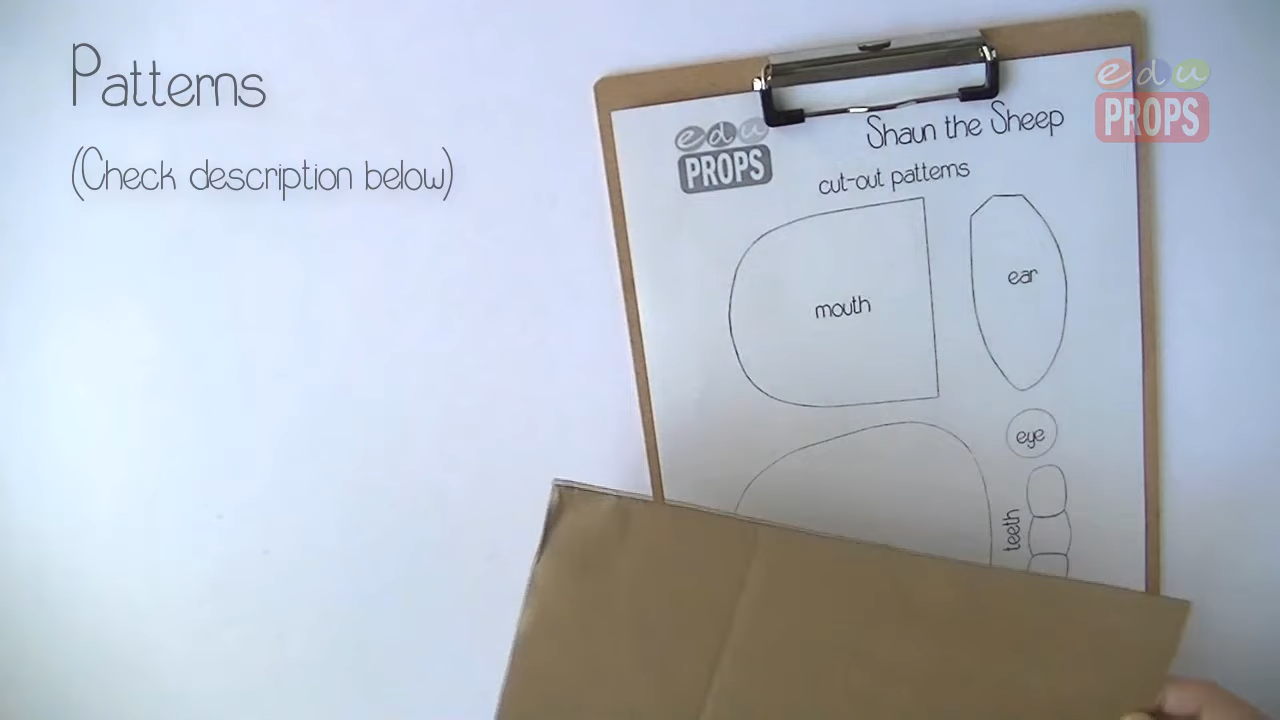 Patterns
(Check description below)
edu
PROPS
edu
PROPS
Shaun the Sheep
cut-out patterns
mouth
ear
eye
teeth